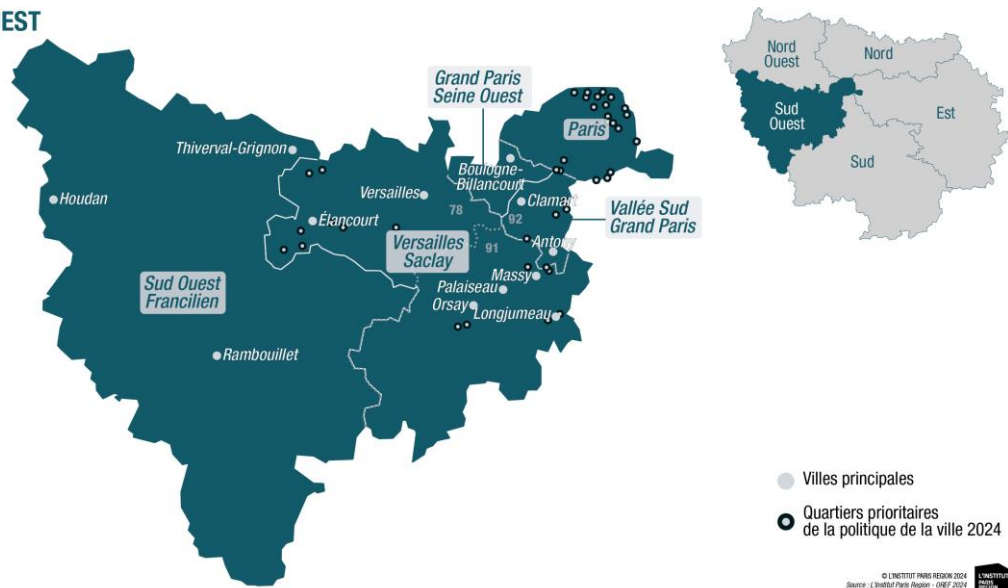 EST
Grand Paris
Seine Ouest
Paris
Thiverval-Grignon
Boulogne-
Billancourt
Houdan
Versailles
Clamart
Élancourt
78
92
91
Vallée Sud
Grand Paris
Versailles
Saclay
Antony
Massy
Sud Ouest
Francilien
Palaiseau
Orsay
Longjumeau
Rambouillet
Nord
Ouest
Nord
Sud
Ouest
Est
Sud
Villes principales
Quartiers prioritaires
de la politique de la ville 2024
© L'INSTITUT PARIS REGION 2024
Source : L'Institut Paris Region - OREF 2024
L'INSTITUT
PARIS
REGION